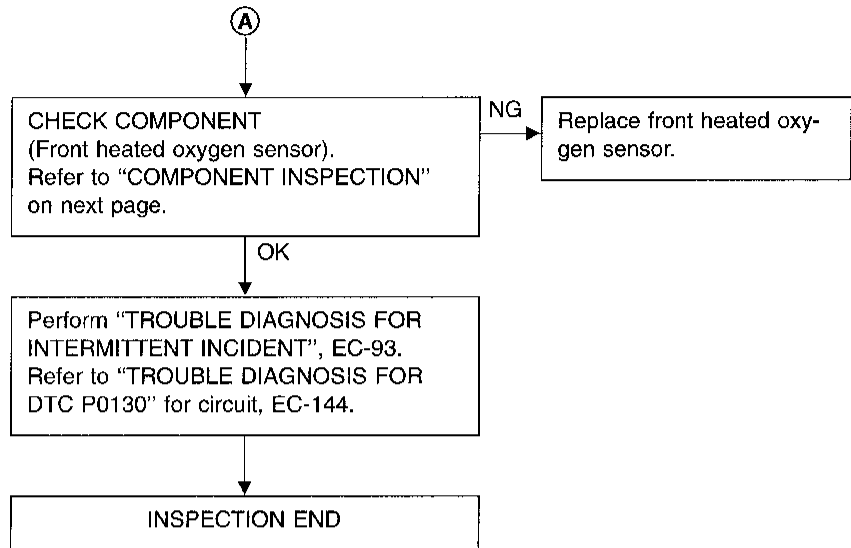 A
CHECK COMPONENT
(Front heated oxygen sensor).
Refer to “COMPONENT INSPECTION”
on next page.
NG
Replace front heated oxy-
gen sensor.
OK
Perform “TROUBLE DIAGNOSIS FOR
INTERMITTENT INCIDENT”, EC-93.
Refer to “TROUBLE DIAGNOSIS FOR
DTC P0130” for circuit, EC-144.
INSPECTION END